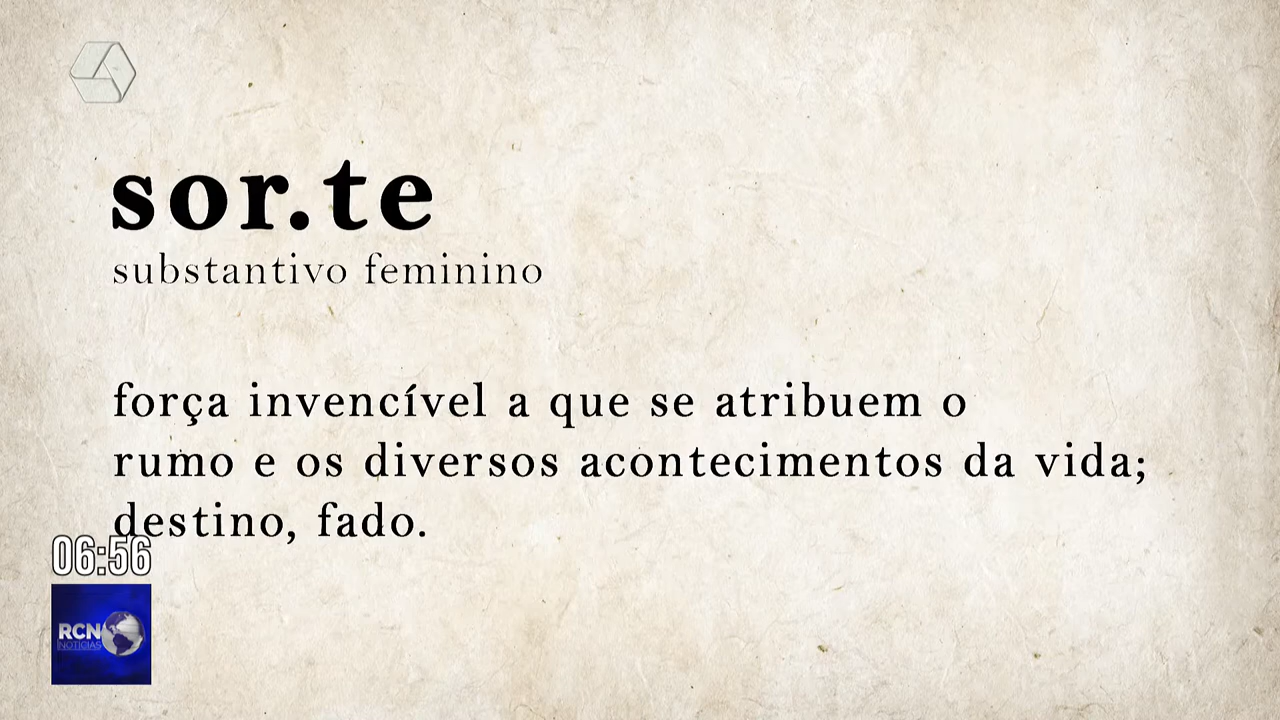 sor.te
substantivo feminino
força invencível a que se atribuem o
rumo e os diversos acontecimentos da vida;
destino, fado.
06:56
RCN
NOTÍCIAS